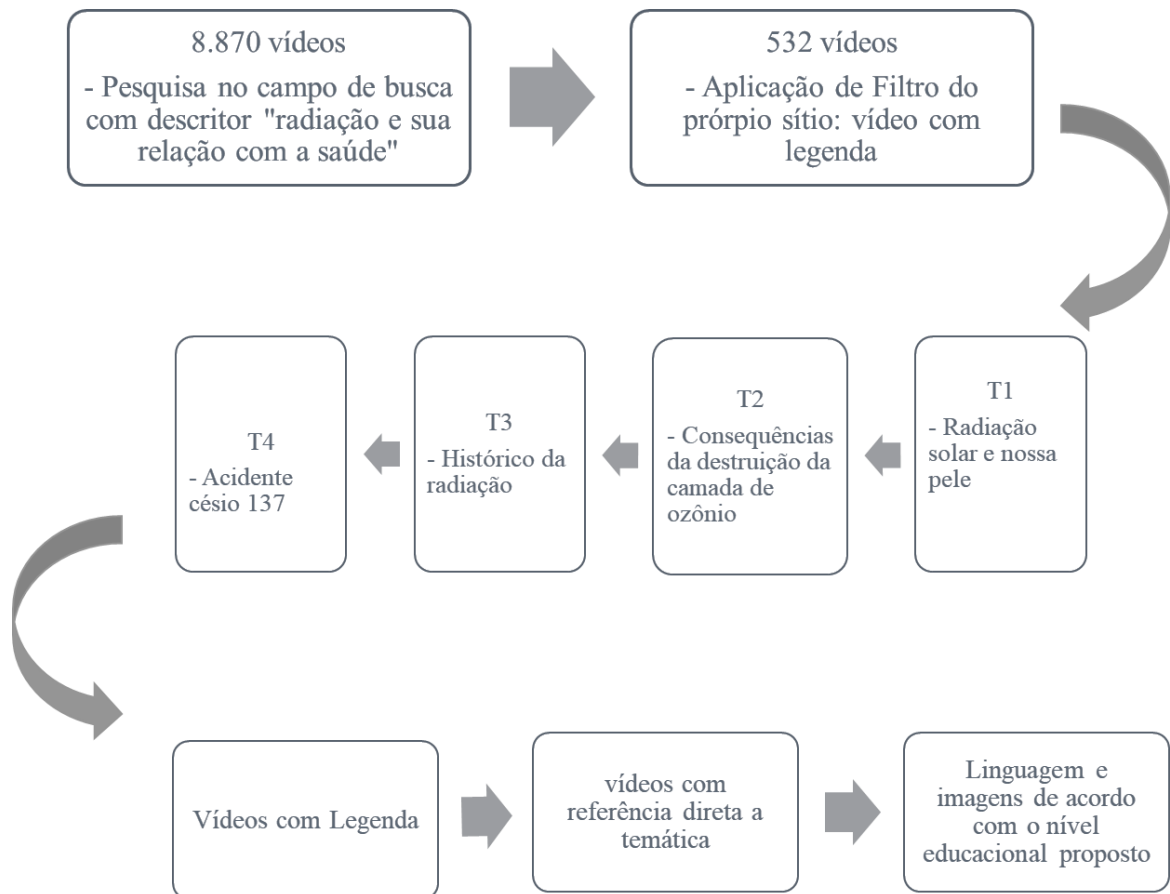 8.870 vídeos
- Pesquisa no campo de busca
com descritor "radiação e sua
relação com a saúde"
532 vídeos
- Aplicação de Filtro do
prórpio sítio: vídeo com
legenda
T1
- Radiação
solar e nossa
pele
T2
- Consequências
da destruição da
camada de
ozônio
T3
- Histórico da
radiação
T4
- Acidente
césio 137
Vídeos com Legenda
vídeos com
referência direta a
temática
Linguagem e
imagens de acordo
com o nível
educacional proposto